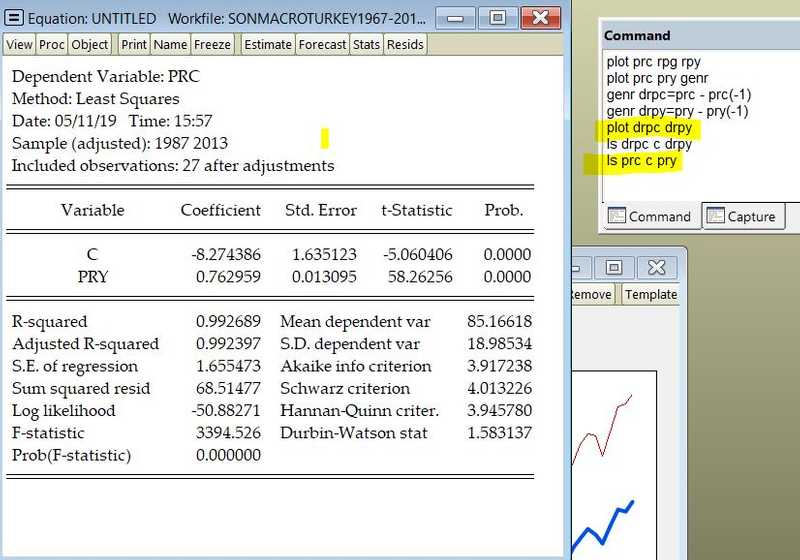 Equation: UNTITLED Workfile: SONMACROTURKEY1967-201...
View Proc Object Print Name Freeze Estimate Forecast Stats Resids
Dependent Variable: PRC
Method: Least Squares
Date: 05/11/19 Time: 15:57
Sample (adjusted): 1987 2013
Included observations: 27 after adjustments
Variable Coefficient Std. Error t-Statistic Prob.
C -8.274386 1.635123 -5.060406 0.0000
PRY 0.762959 0.013095 58.26256 0.0000
R-squared 0.992689 Mean dependent var 85.16618
Adjusted R-squared 0.992397 S.D. dependent var 18.98534
S.E. of regression 1.655473 Akaike info criterion 3.917238
Sum squared resid 68.51477 Schwarz criterion 4.013226
Log likelihood -50.88271 Hannan-Quinn criter. 3.945780
F-statistic 3394.526 Durbin-Watson stat 1.583137
Prob(F-statistic) 0.000000
Command
plot prc rpg rpy
plot prc pry genr
genr drpc=prc - prc(-1)
genr drpy=pry - pry(-1)
plot drpc drpy
ls drpc c drpy
ls prc c pry
Command Capture
Remove Template